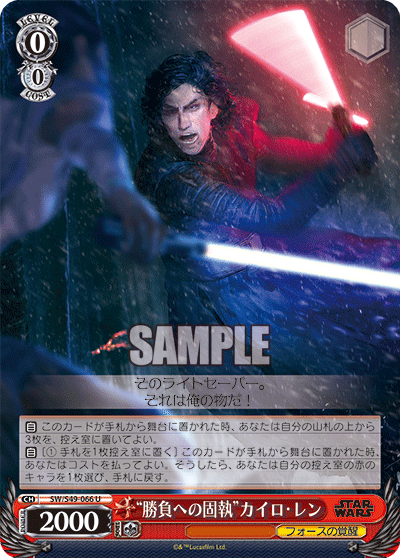 LEVEL
0
0
COST
SAMPLE
そのライトセーバー。
それは俺の物だ!
【自】このカードが手札から舞台に置かれた時、あなたは自分の山札の上から
3枚を、控え室に置いてよい。
【自】[① 手札を1枚控え室に置く] このカードが手札から舞台に置かれた時、
あなたはコストを払ってよい。そうしたら、あなたは自分の控え室の赤の
キャラを1枚選び、手札に戻す。
CH SW/S49-066 U
POWER 2000 “勝負への固執”カイロ・レン STAR WARS
フォースの覚醒
©&™Lucasfilm Ltd.